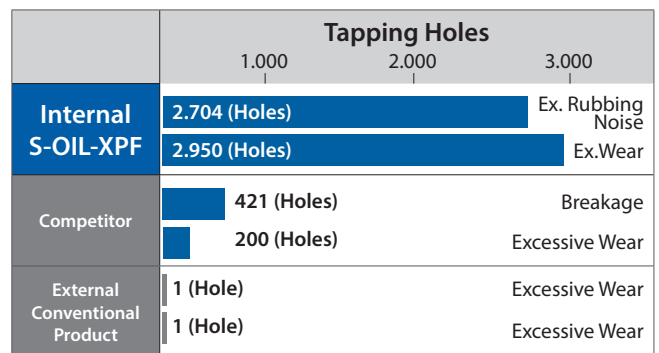 Tapping Holes
1.000 2.000 3.000
Internal
S-OIL-XPF
2.704 (Holes)
Ex. Rubbing
Noise
2.950 (Holes)
Ex.Wear
Competitor
421 (Holes)
Breakage
200 (Holes)
Excessive Wear
External
Conventional
Product
1 (Hole)
Excessive Wear
1 (Hole)
Excessive Wear